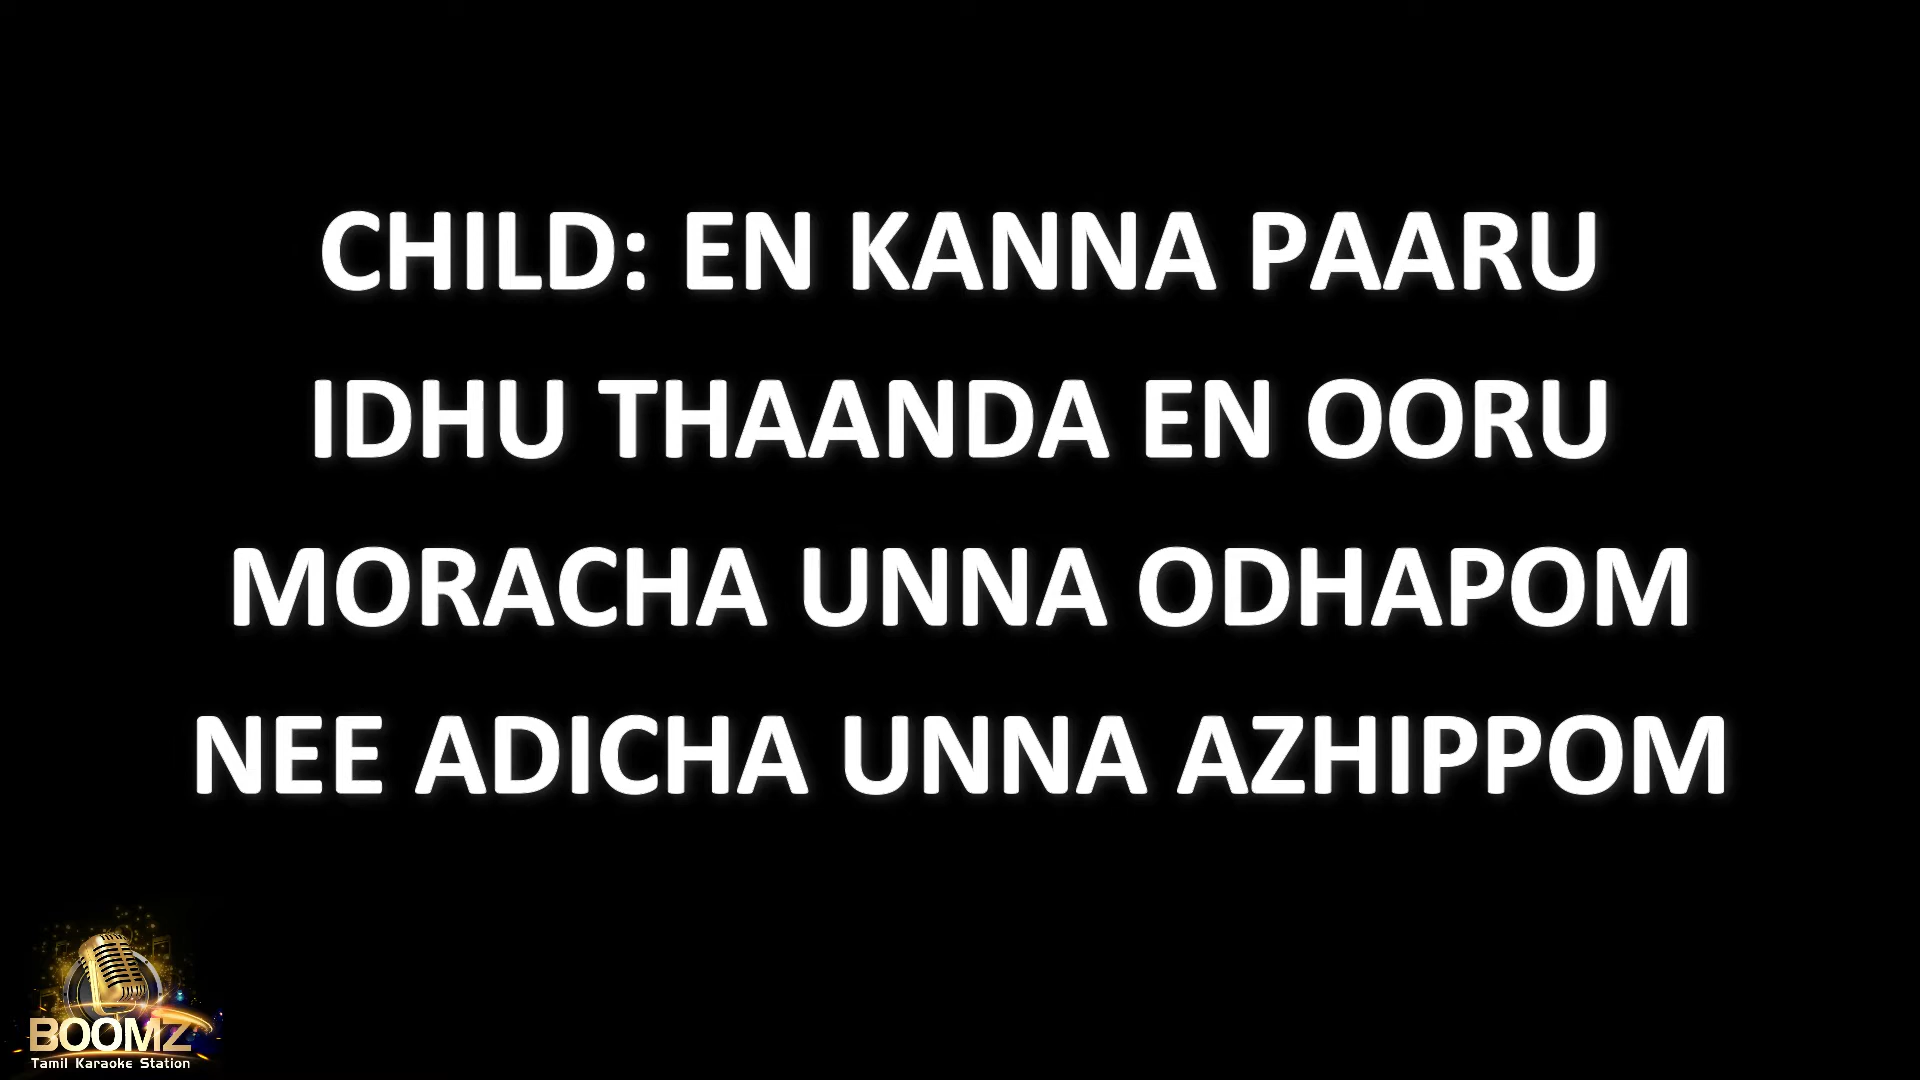 CHILD: EN KANNA PAARU
IDHU THAANDA EN OORU
MORACHA UNNA ODHAPOM
NEE ADICHA UNNA AZHIPPOM
BOOMZ
Tamil Karaoke Station